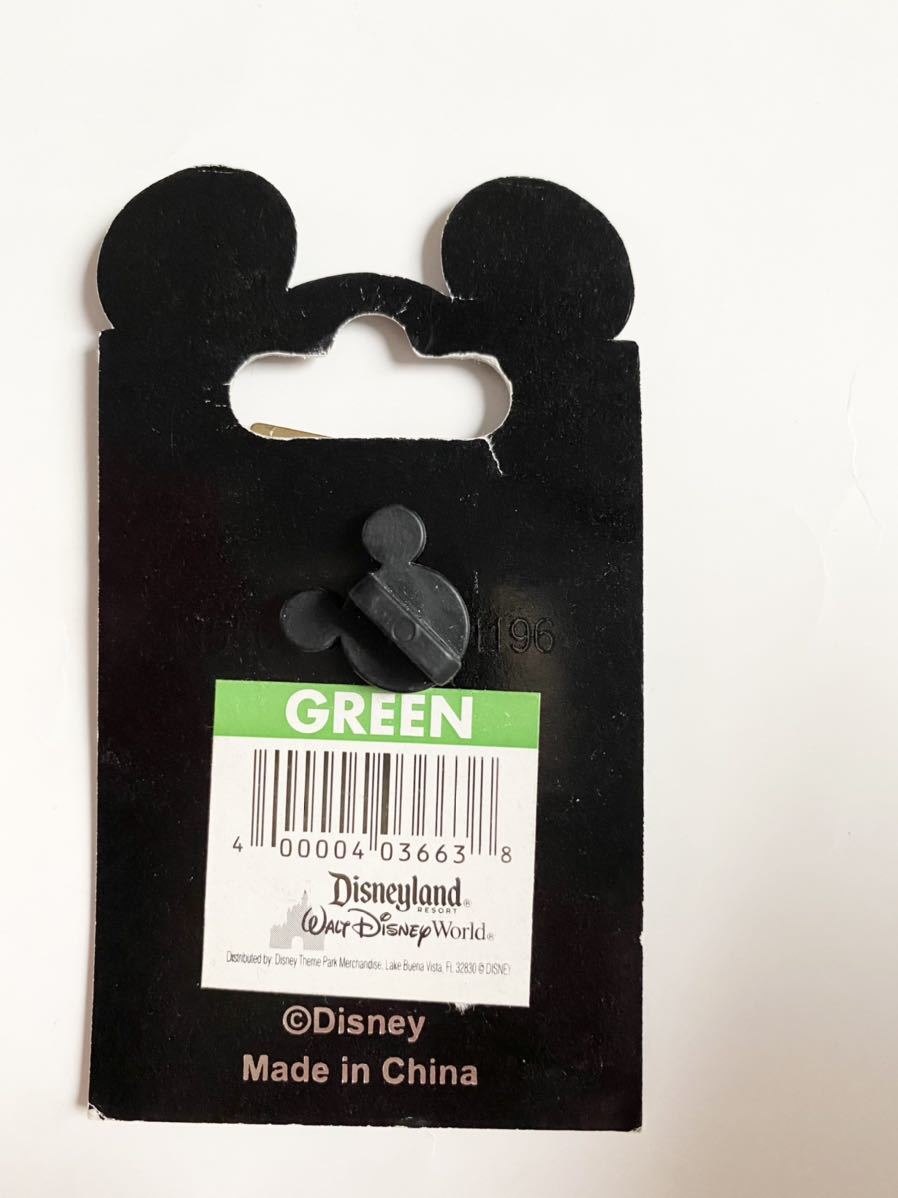 1196
GREEN
4 00004 03663 8
Disneyland®
RESORT
WALT DISNEY World®
Distributed by: Disney Theme Park Merchandise, Lake Buena Vista, FL 32830 © DISNEY
©Disney
Made in China